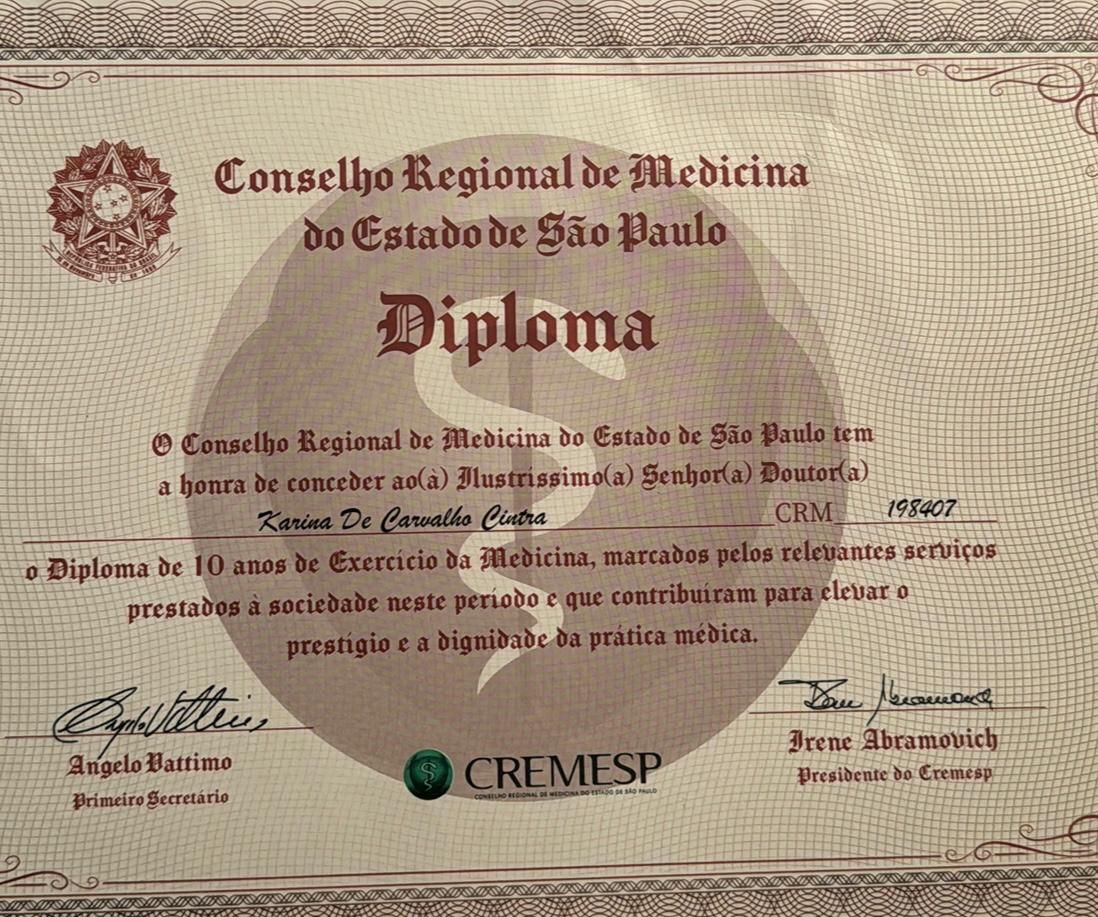 Conselho Regional de Medicina
do Estado de São Paulo
Diploma
O Conselho Regional de Medicina do Estado de São Paulo tem
a honra de conceder ao(à) Ilustríssimo(a) Senhor(a) Doutor(a)
Karina De Carvalho Cintra CRM 198407
o Diploma de 10 anos de Exercício da Medicina, marcados pelos relevantes serviços
prestados à sociedade neste período e que contribuíram para elevar o
prestígio e a dignidade da prática médica.
Angelo Vattimo
Primeiro Secretário
Irene Abramovich
Presidente do Cremesp
CREMESP
CONSELHO REGIONAL DE MEDICINA DO ESTADO DE SÃO PAULO